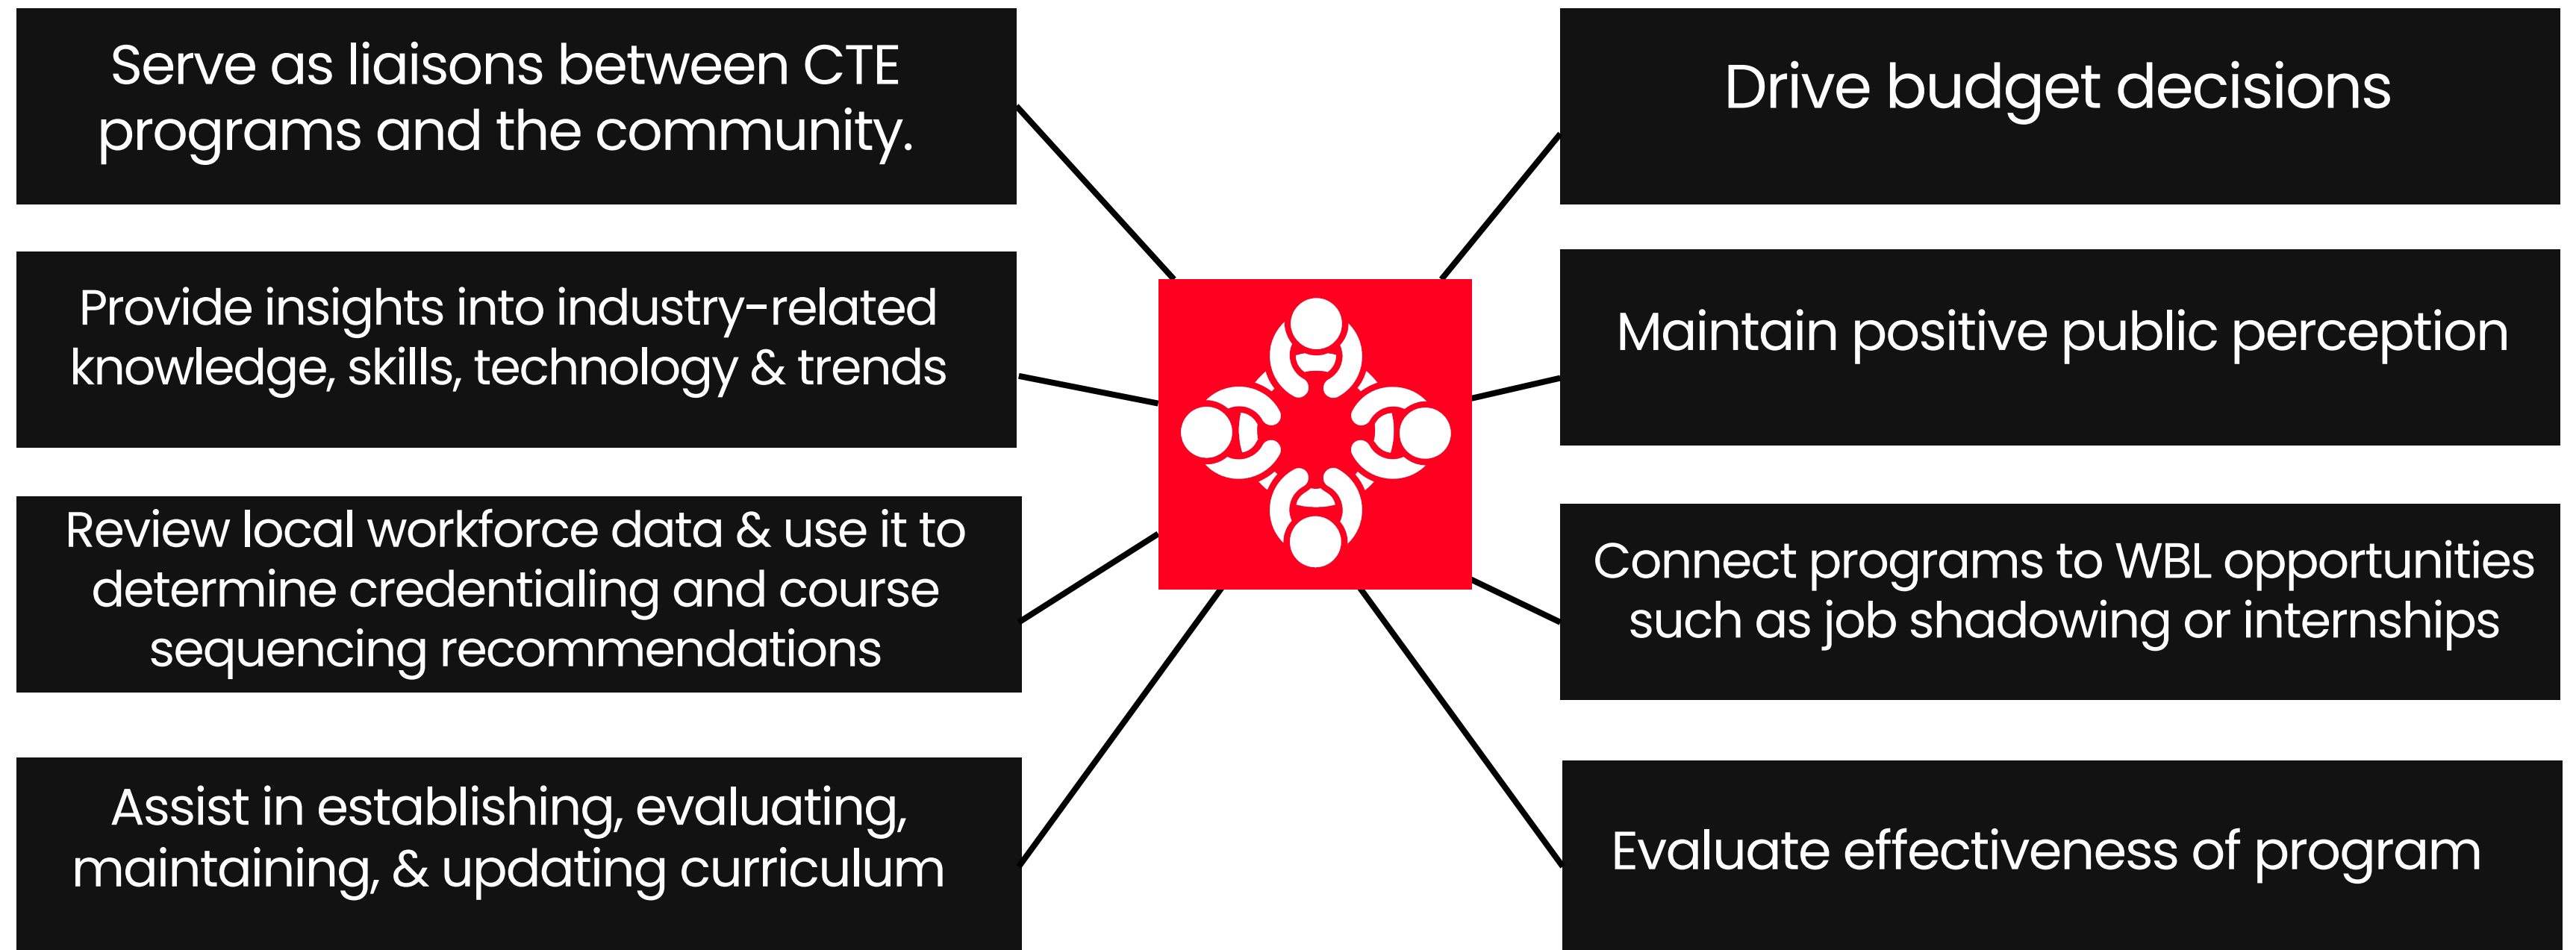 Serve as liaisons between CTE
programs and the community.
Provide insights into industry-related
knowledge, skills, technology & trends
Review local workforce data & use it to
determine credentialing and course
sequencing recommendations
Assist in establishing, evaluating,
maintaining, & updating curriculum
Drive budget decisions
Maintain positive public perception
Connect programs to WBL opportunities
such as job shadowing or internships
Evaluate effectiveness of program